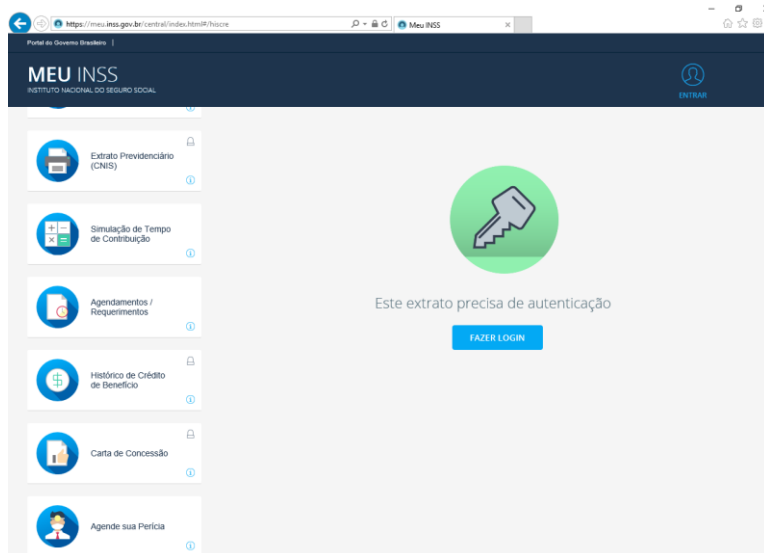 https://meu.inss.gov.br/central/index.html#/hiscre
Meu INSS
Portal do Governo Brasileiro |
MEU INSS
INSTITUTO NACIONAL DO SEGURO SOCIAL
ENTRAR
Extrato Previdenciário
(CNIS)
Simulação de Tempo
de Contribuição
Agendamentos /
Requerimentos
Histórico de Crédito
de Benefício
Carta de Concessão
Agende sua Perícia
Este extrato precisa de autenticação
FAZER LOGIN